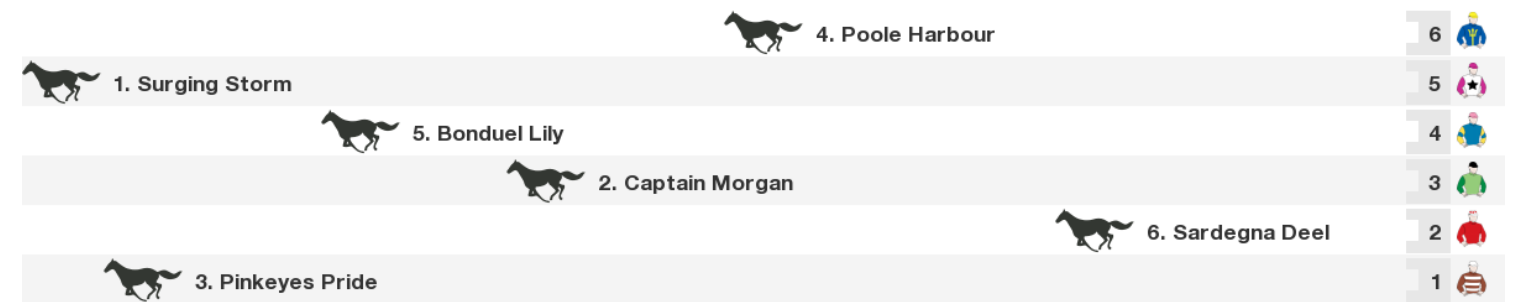 4. Poole Harbour 6
1. Surging Storm 5
5. Bonduel Lily 4
2. Captain Morgan 3
6. Sardegna Deel 2
3. Pinkeyes Pride 1